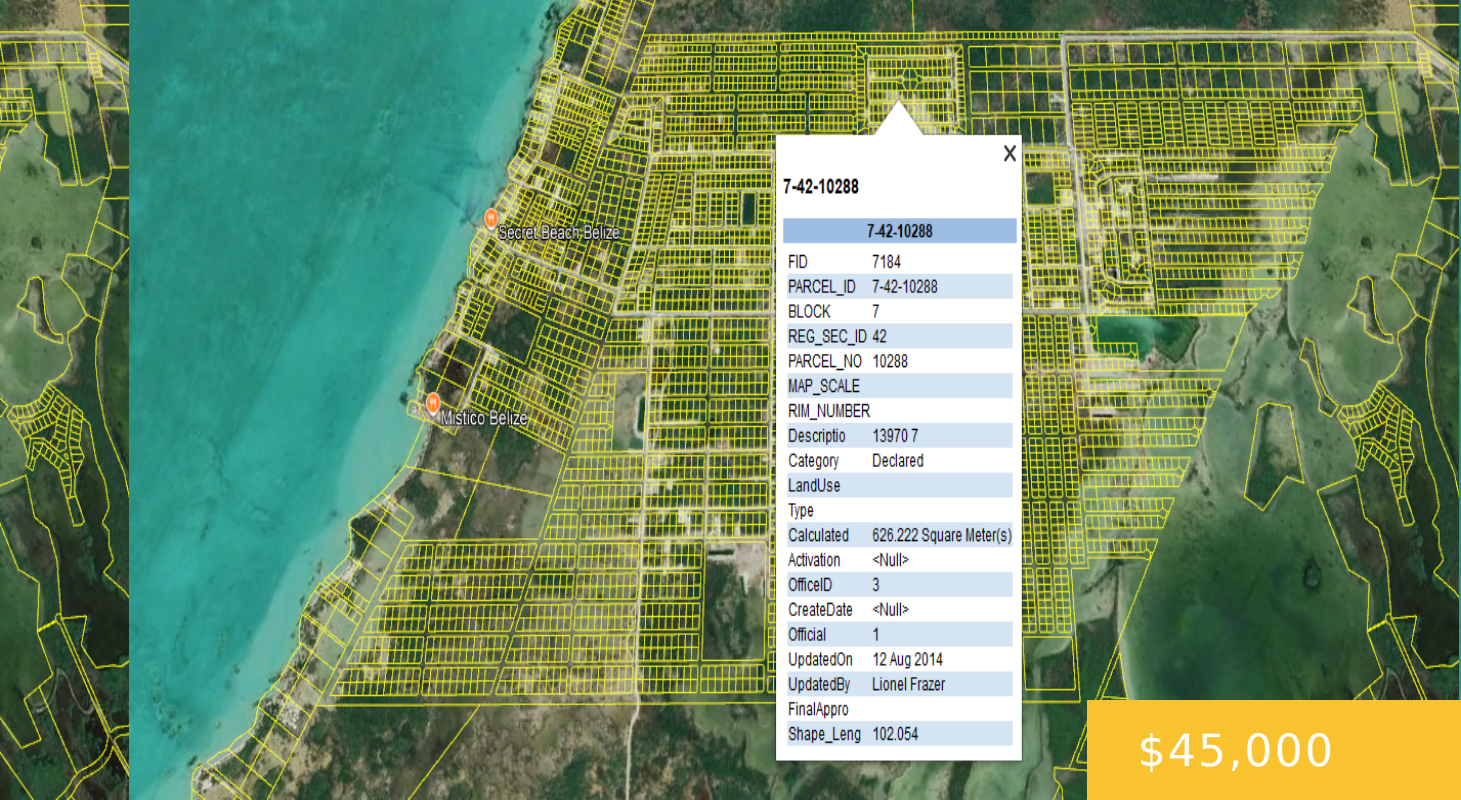 Secret Beach Belize
Mistico Belize
X
7-42-10288
7-42-10288
FID 7184
PARCEL_ID 7-42-10288
BLOCK 7
REG_SEC_ID 42
PARCEL_NO 10288
MAP_SCALE
RIM_NUMBER
Descriptio 13970 7
Category Declared
LandUse
Type
Calculated 626.222 Square Meter(s)
Activation <Null>
OfficeID 3
CreateDate <Null>
Official 1
UpdatedOn 12 Aug 2014
UpdatedBy Lionel Frazer
FinalAppro
Shape_Leng 102.054
$45,000